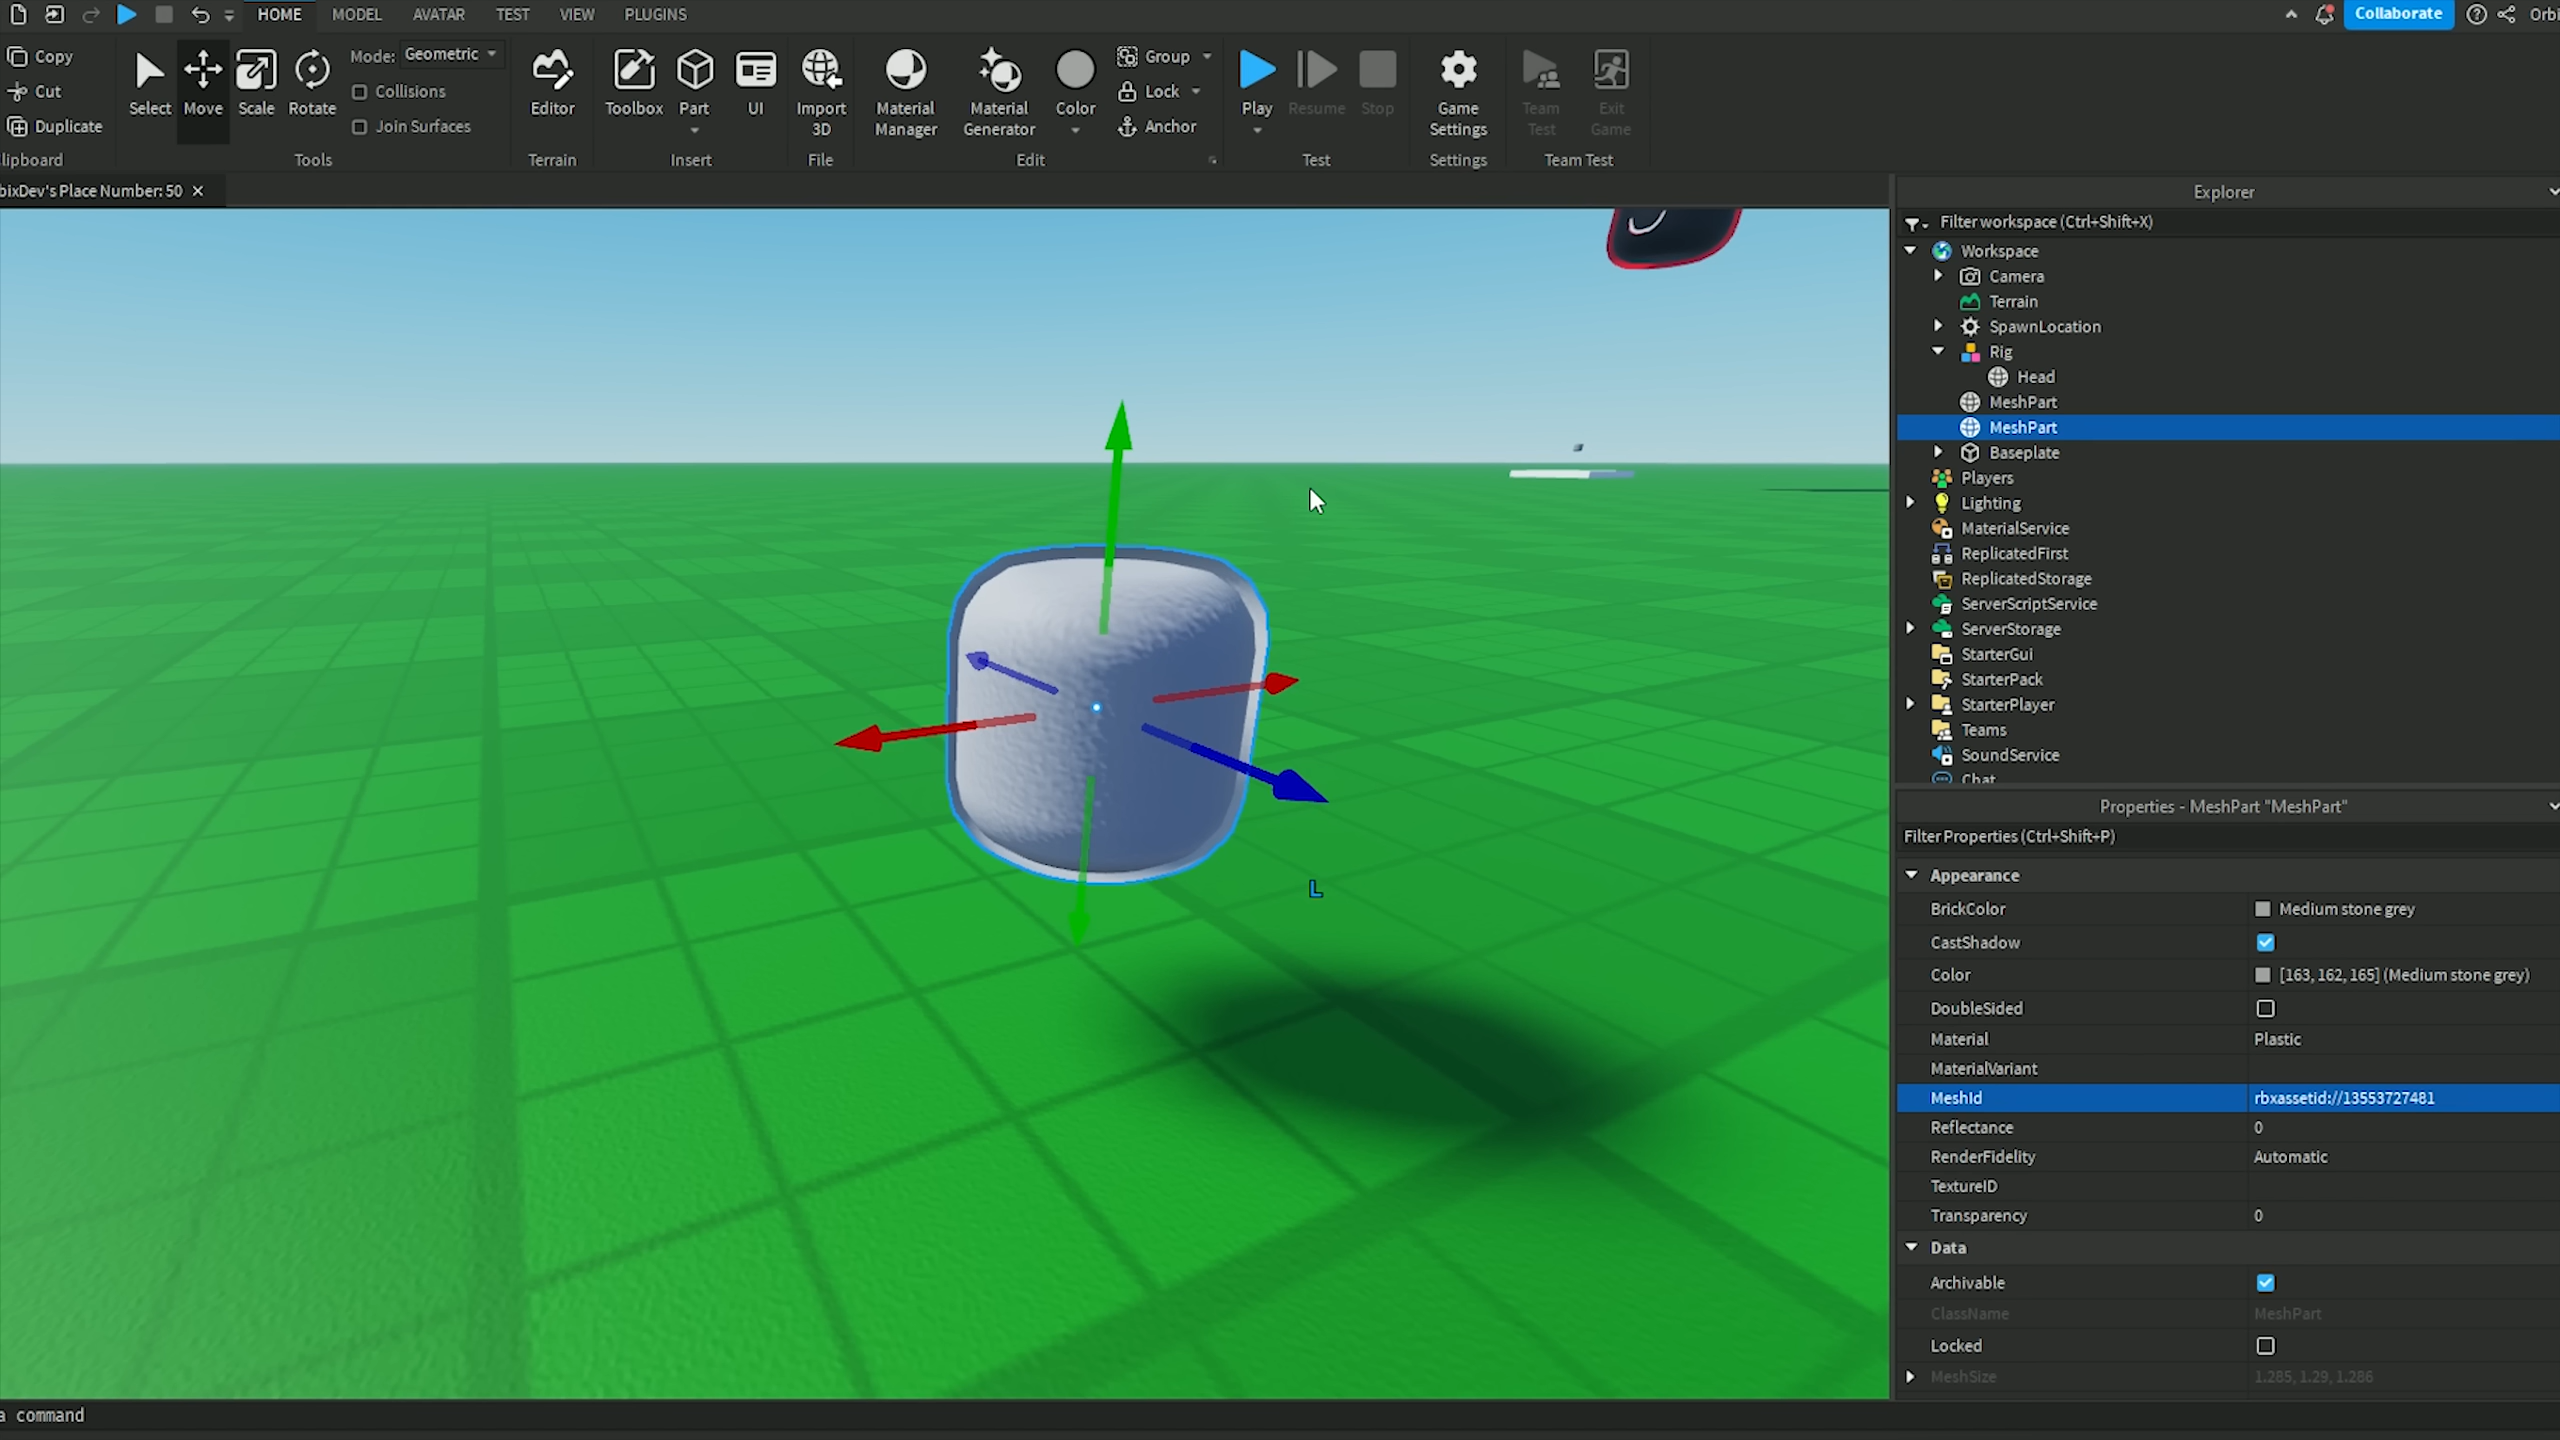 HOME MODEL AVATAR TEST VIEW PLUGINS Collaborate Orbi
Copy
Cut
Duplicate
lipboard
Select
Move
Scale
Rotate
Mode: Geometric
Collisions
Join Surfaces
Tools
Editor
Terrain
Toolbox
Part
UI
Insert
Import
3D
File
Material
Manager
Material
Generator
Color
Group
Lock
Anchor
Edit
Play
Resume
Stop
Test
Game
Settings
Settings
Team
Test
Exit
Game
Team Test
bixDev's Place Number: 50
Explorer
Filter workspace (Ctrl+Shift+X)
Workspace
Camera
Terrain
SpawnLocation
Rig
Head
MeshPart
MeshPart
Baseplate
Players
Lighting
MaterialService
ReplicatedFirst
ReplicatedStorage
ServerScriptService
ServerStorage
StarterGui
StarterPack
StarterPlayer
Teams
SoundService
Chat
L
Properties - MeshPart "MeshPart"
Filter Properties (Ctrl+Shift+P)
Appearance
BrickColor Medium stone grey
CastShadow
Color [163, 162, 165] (Medium stone grey)
DoubleSided
Material Plastic
MaterialVariant
MeshId rbxassetid://13553727481
Reflectance 0
RenderFidelity Automatic
TextureID
Transparency 0
Data
Archivable
ClassName MeshPart
Locked
MeshSize 1.285, 1.29, 1.286
a command